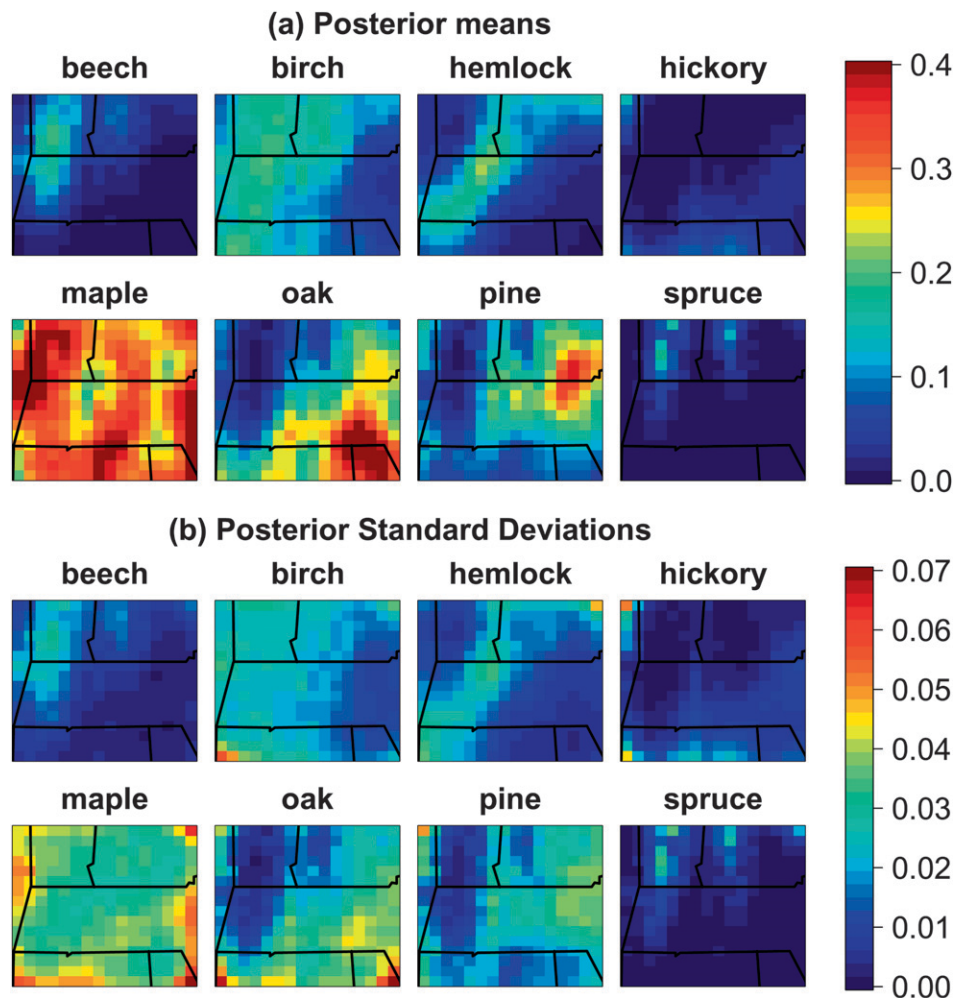 (a) Posterior means
beech birch hemlock hickory
0.4
0.3
maple oak pine spruce
0.2
0.1
0.0
(b) Posterior Standard Deviations
beech birch hemlock hickory
0.07
0.06
0.05
maple oak pine spruce
0.04
0.03
0.02
0.01
0.00